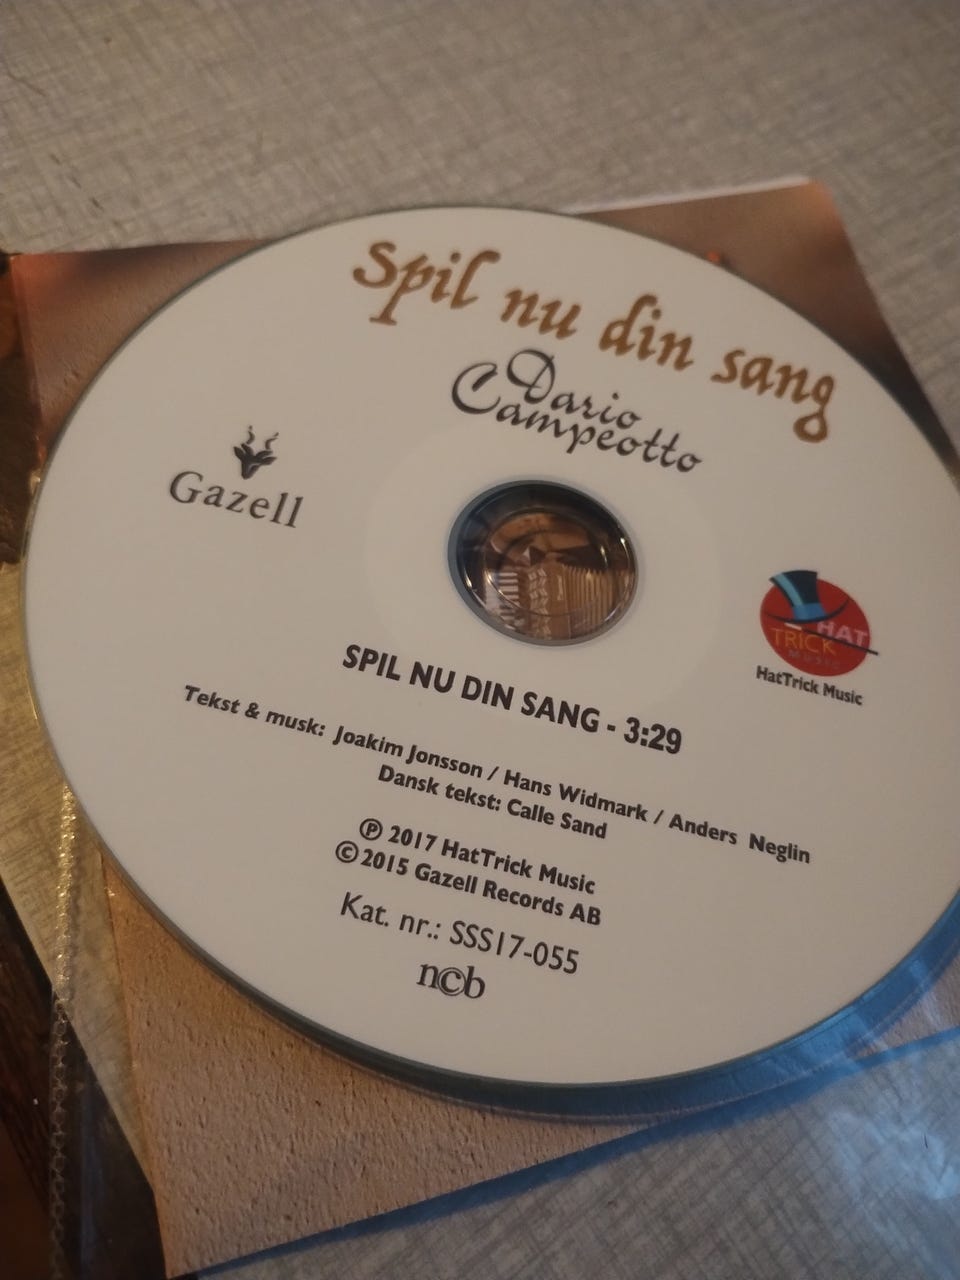 Spil nu din sang
Dario
Campeotto
Gazell
HAT
TRICK
MUSIC
HatTrick Music
SPIL NU DIN SANG - 3:29
Tekst & musk: Joakim Jonsson / Hans Widmark / Anders Neglin
Dansk tekst: Calle Sand
℗ 2017 HatTrick Music
© 2015 Gazell Records AB
Kat. nr.: SSS17-055
n©b